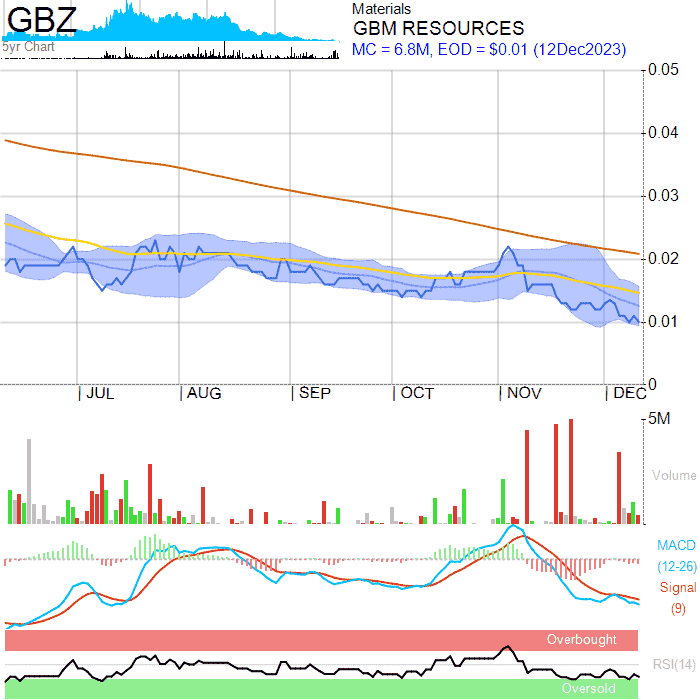 GBZ
5yr Chart
Materials
GBM RESOURCES
MC = 6.8M, EOD = $0.01 (12Dec2023)
0.05
0.04
0.03
0.02
0.01
0
JUL AUG SEP OCT NOV DEC
5M
Volume
MACD
(12-26)
Signal
(9)
Overbought
RSI(14)
Oversold